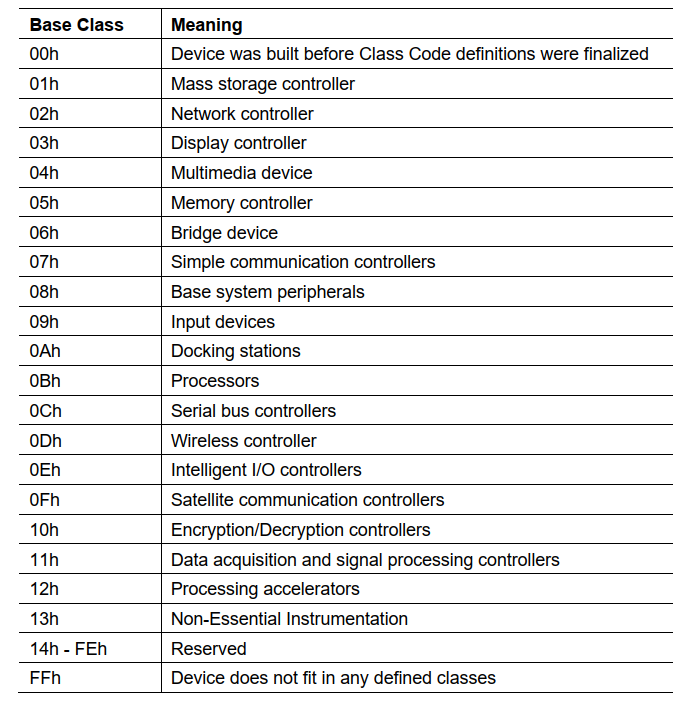 Base Class Meaning
00h Device was built before Class Code definitions were finalized
01h Mass storage controller
02h Network controller
03h Display controller
04h Multimedia device
05h Memory controller
06h Bridge device
07h Simple communication controllers
08h Base system peripherals
09h Input devices
0Ah Docking stations
0Bh Processors
0Ch Serial bus controllers
0Dh Wireless controller
0Eh Intelligent I/O controllers
0Fh Satellite communication controllers
10h Encryption/Decryption controllers
11h Data acquisition and signal processing controllers
12h Processing accelerators
13h Non-Essential Instrumentation
14h - FEh Reserved
FFh Device does not fit in any defined classes